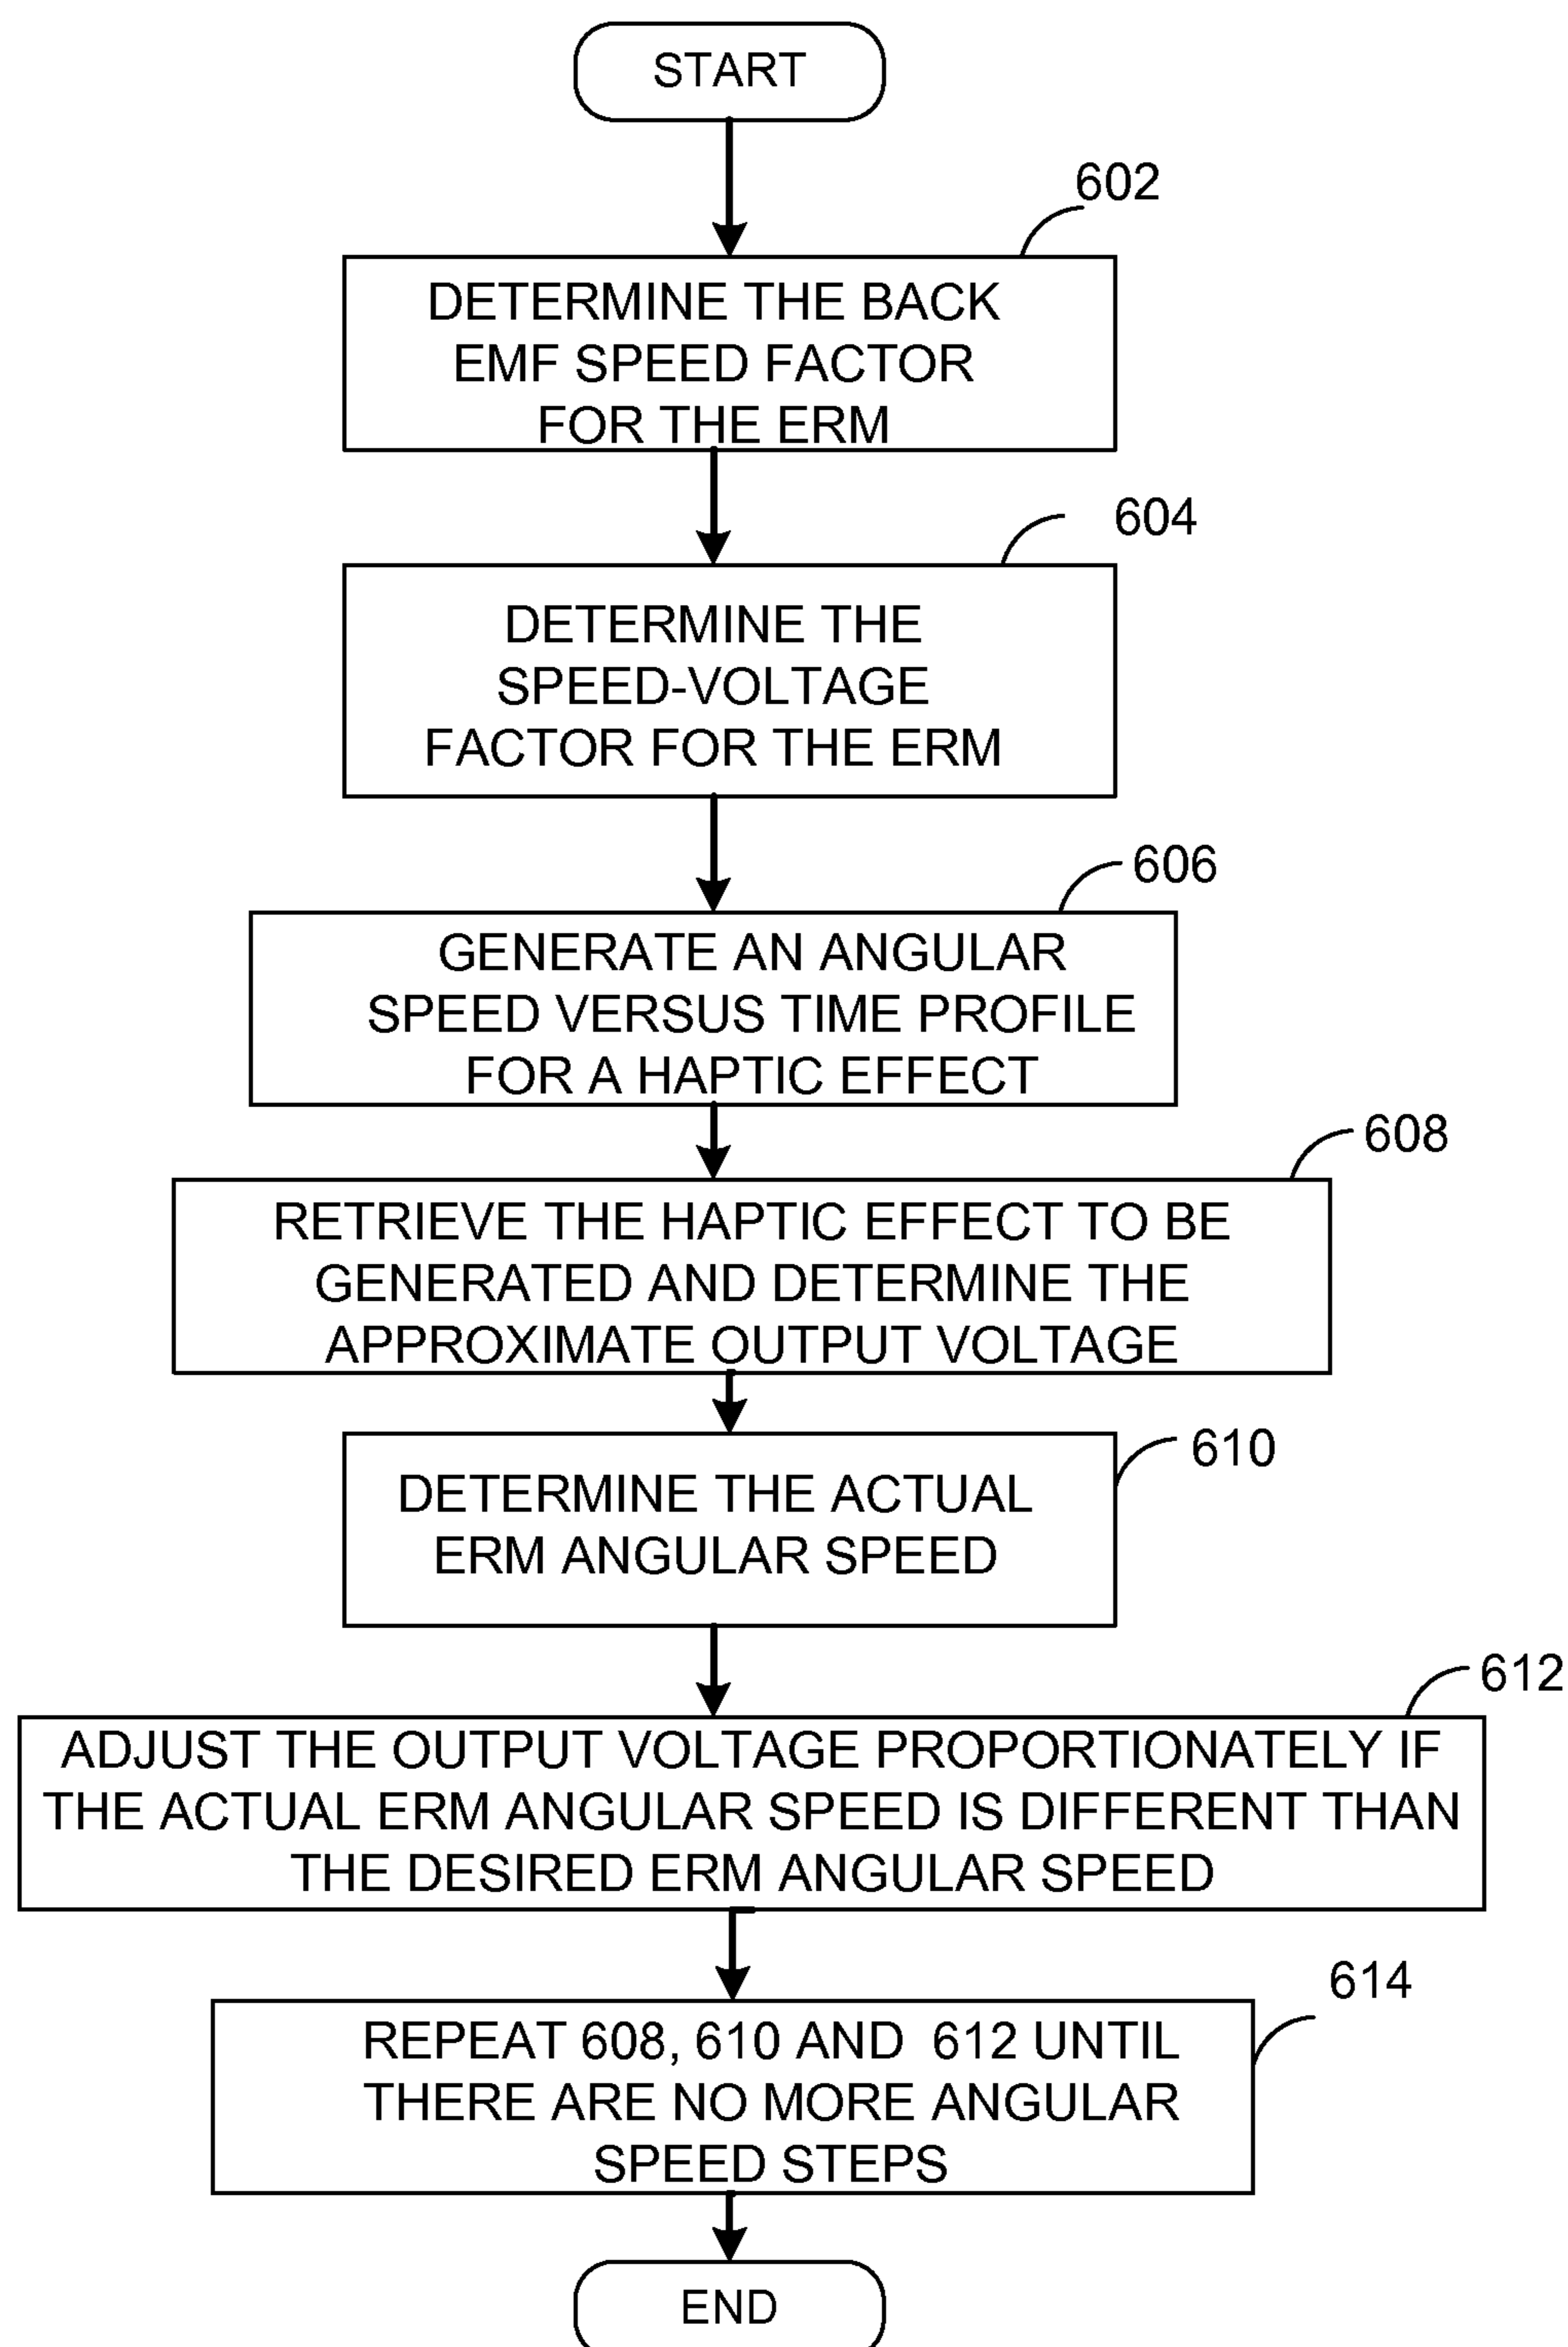 START
602
DETERMINE THE BACK
EMF SPEED FACTOR
FOR THE ERM
604
DETERMINE THE
SPEED-VOLTAGE
FACTOR FOR THE ERM
606
GENERATE AN ANGULAR
SPEED VERSUS TIME PROFILE
FOR A HAPTIC EFFECT
608
RETRIEVE THE HAPTIC EFFECT TO BE
GENERATED AND DETERMINE THE
APPROXIMATE OUTPUT VOLTAGE
610
DETERMINE THE ACTUAL
ERM ANGULAR SPEED
612
ADJUST THE OUTPUT VOLTAGE PROPORTIONATELY IF
THE ACTUAL ERM ANGULAR SPEED IS DIFFERENT THAN
THE DESIRED ERM ANGULAR SPEED
614
REPEAT 608, 610 AND 612 UNTIL
THERE ARE NO MORE ANGULAR
SPEED STEPS
END